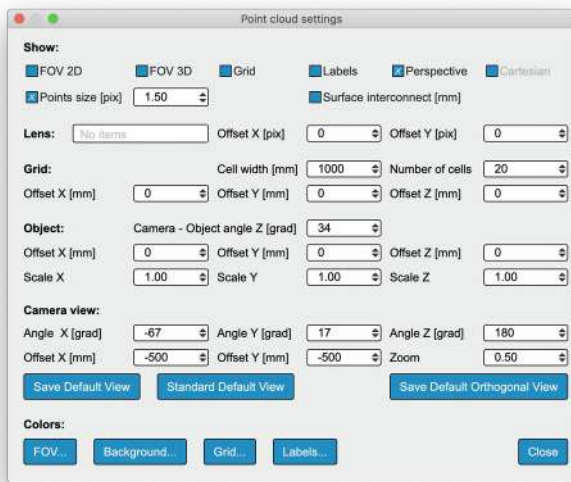 Point cloud settings
Show:
FOV 2D FOV 3D Grid Labels Perspective Cartesian
Points size [pix] 1.50 Surface interconnect [mm]
Lens: No items Offset X [pix] 0 Offset Y [pix] 0
Grid: Cell width [mm] 1000 Number of cells 20
Offset X [mm] 0 Offset Y [mm] 0 Offset Z [mm] 0
Object: Camera - Object angle Z [grad] 34
Offset X [mm] 0 Offset Y [mm] 0 Offset Z [mm] 0
Scale X 1.00 Scale Y 1.00 Scale Z 1.00
Camera view:
Angle X [grad] -67 Angle Y [grad] 17 Angle Z [grad] 180
Offset X [mm] -500 Offset Y [mm] -500 Zoom 0.50
Save Default View Standard Default View Save Default Orthogonal View
Colors:
FOV... Background... Grid... Labels... Close